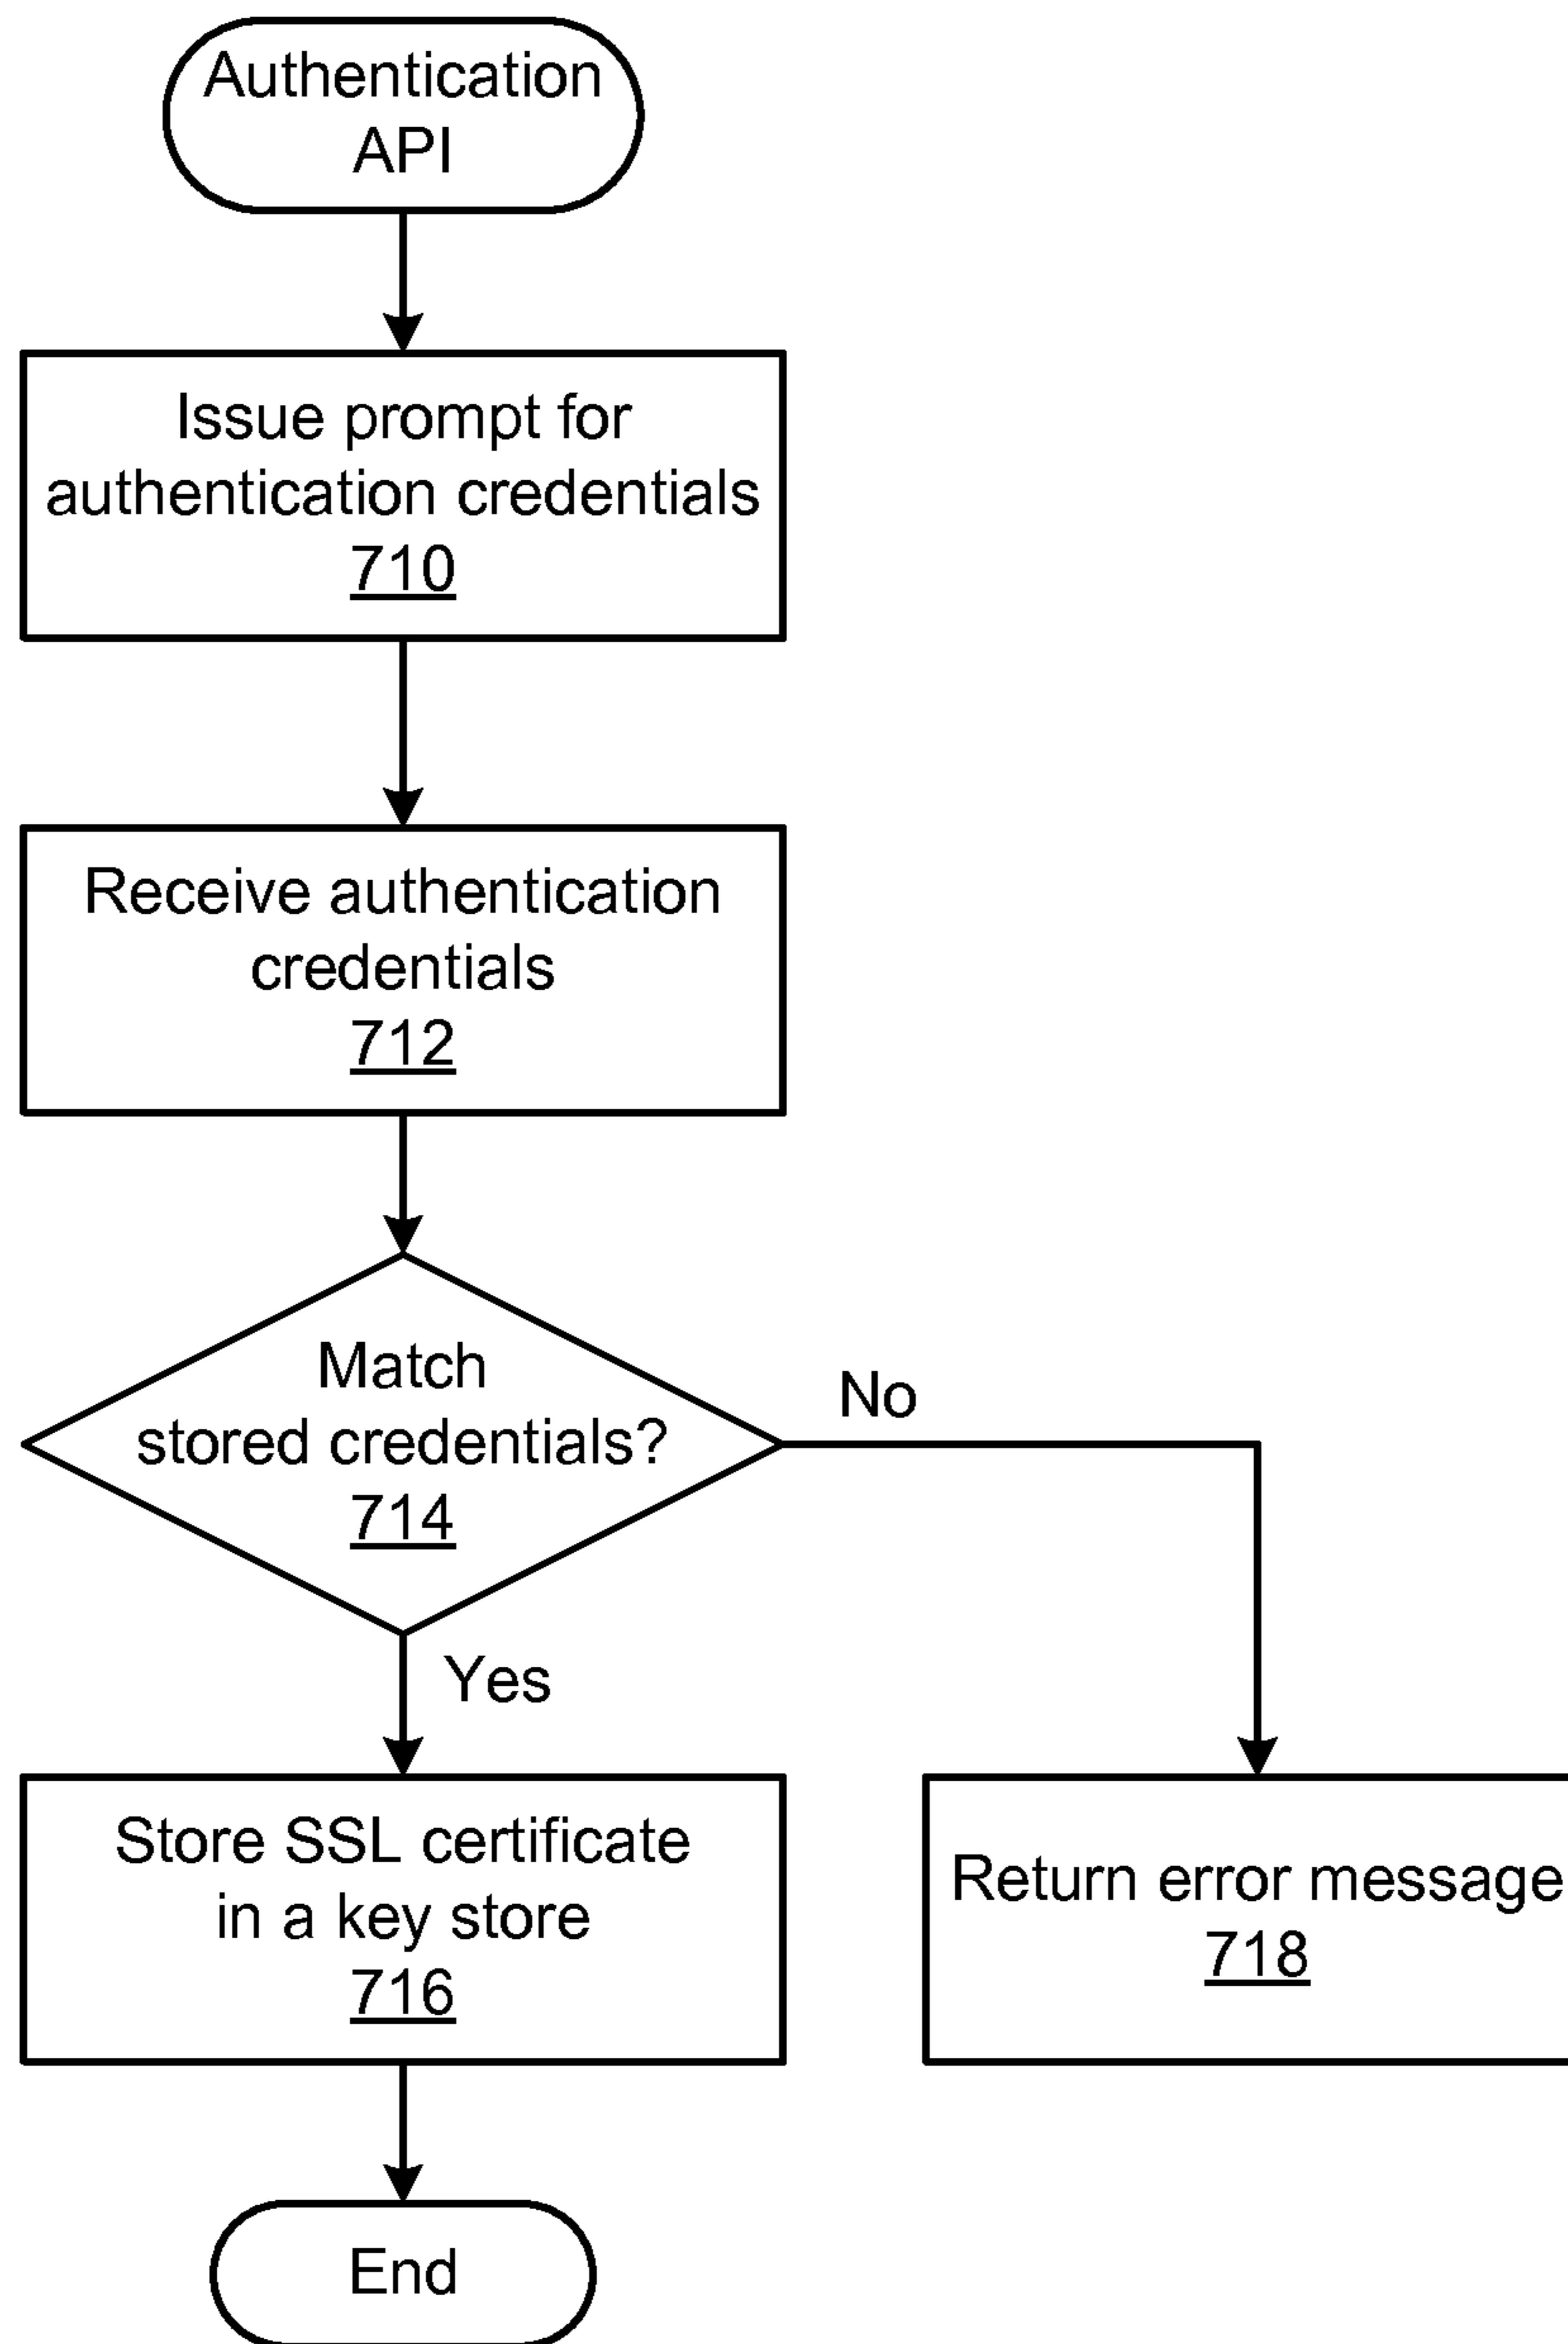 Authentication
API
Issue prompt for
authentication credentials
710
Receive authentication
credentials
712
Match
stored credentials?
714
No
Yes
Store SSL certificate
in a key store
716
Return error message
718
End